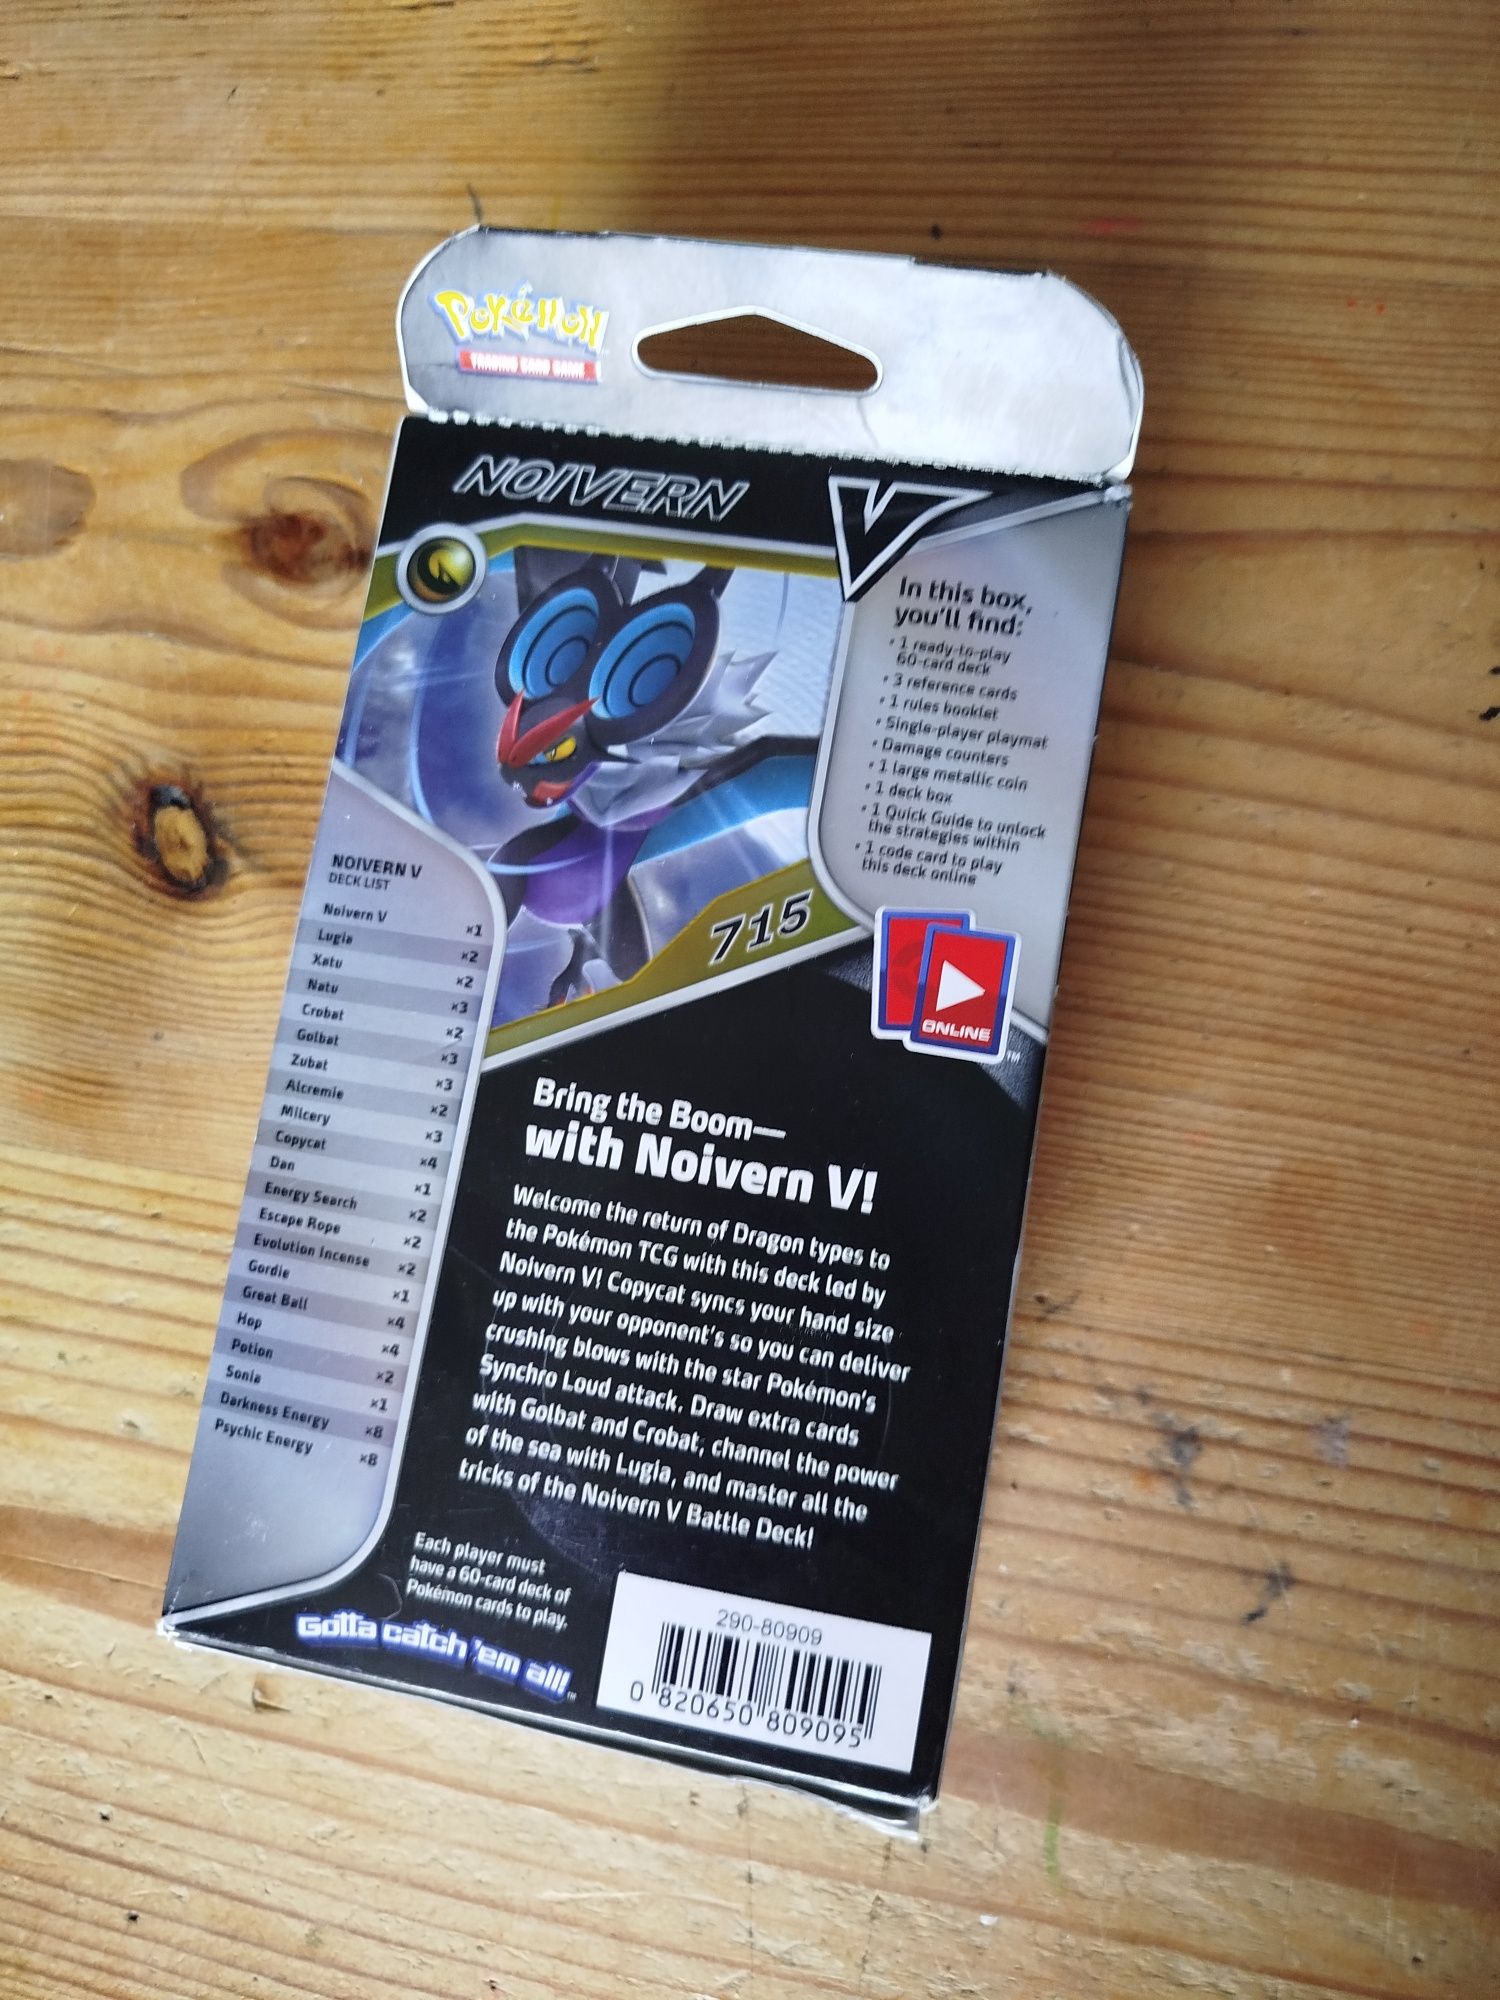 POKéMON
TRADING CARD GAME
NOIVERN V
In this box,
you'll find:
• 1 ready-to-play
60-card deck
• 3 reference cards
• 1 rules booklet
• Single-player playmat
• Damage counters
• 1 large metallic coin
• 1 deck box
• 1 Quick Guide to unlock
the strategies within
• 1 code card to play
this deck online
715
ONLINE™
NOIVERN V
DECK LIST
Noivern V ×1
Lugia ×2
Xatu ×2
Natu ×3
Crobat ×2
Golbat ×3
Zubat ×3
Alcremie ×2
Milcery ×3
Copycat ×4
Dan ×1
Energy Search ×2
Escape Rope ×2
Evolution Incense ×2
Gordie ×1
Great Ball ×4
Hop ×4
Potion ×2
Sonia ×1
Darkness Energy ×8
Psychic Energy ×8
Bring the Boom—
with Noivern V!
Welcome the return of Dragon types to
the Pokémon TCG with this deck led by
Noivern V! Copycat syncs your hand size
up with your opponent's so you can deliver
crushing blows with the star Pokémon's
Synchro Loud attack. Draw extra cards
with Golbat and Crobat, channel the power
of the sea with Lugia, and master all the
tricks of the Noivern V Battle Deck!
Each player must
have a 60-card deck of
Pokémon cards to play.
Gotta catch 'em all!™
290-80909
0 820650 809095